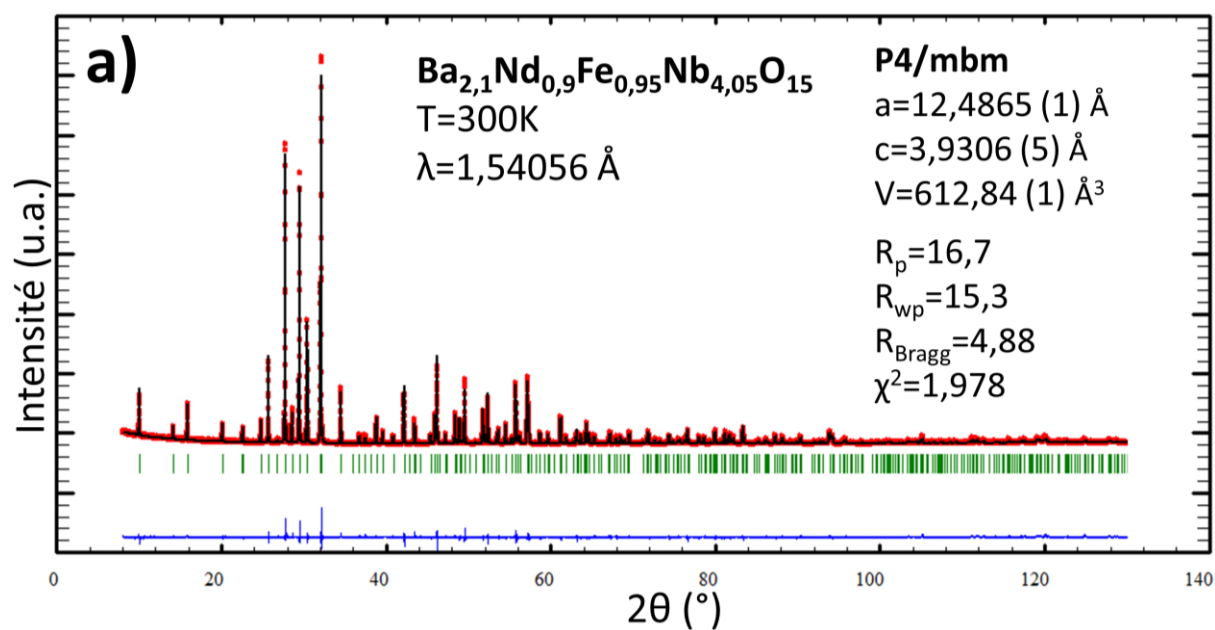 a)
Ba2,1Nd0,9Fe0,95Nb4,05O15
T=300K
λ=1,54056 Å
P4/mbm
a=12,4865 (1) Å
c=3,9306 (5) Å
V=612,84 (1) Å³
Rp=16,7
Rwp=15,3
RBragg=4,88
χ²=1,978
Intensité (u.a.)
0 20 40 60 80 100 120 140
2θ (°)